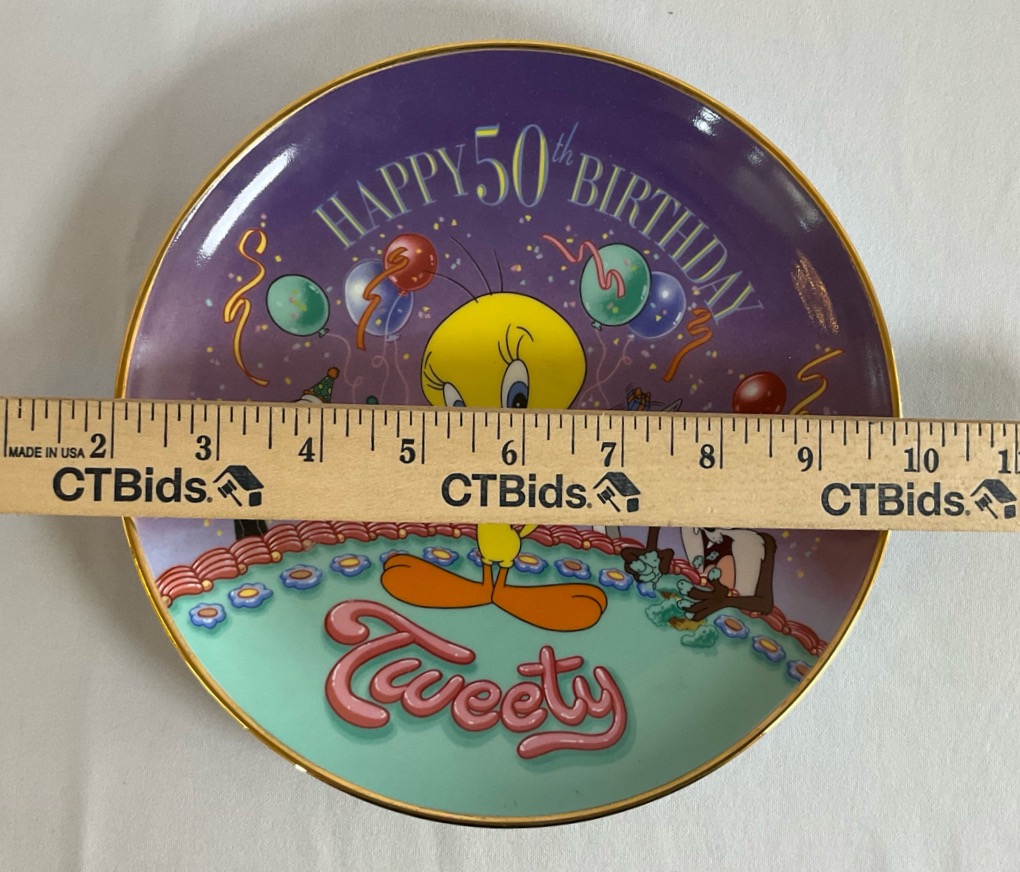 HAPPY 50th BIRTHDAY
2 3 4 5 6 7 8 9 10 1
MADE IN USA
CTBids. CTBids. CTBids.
Tweety